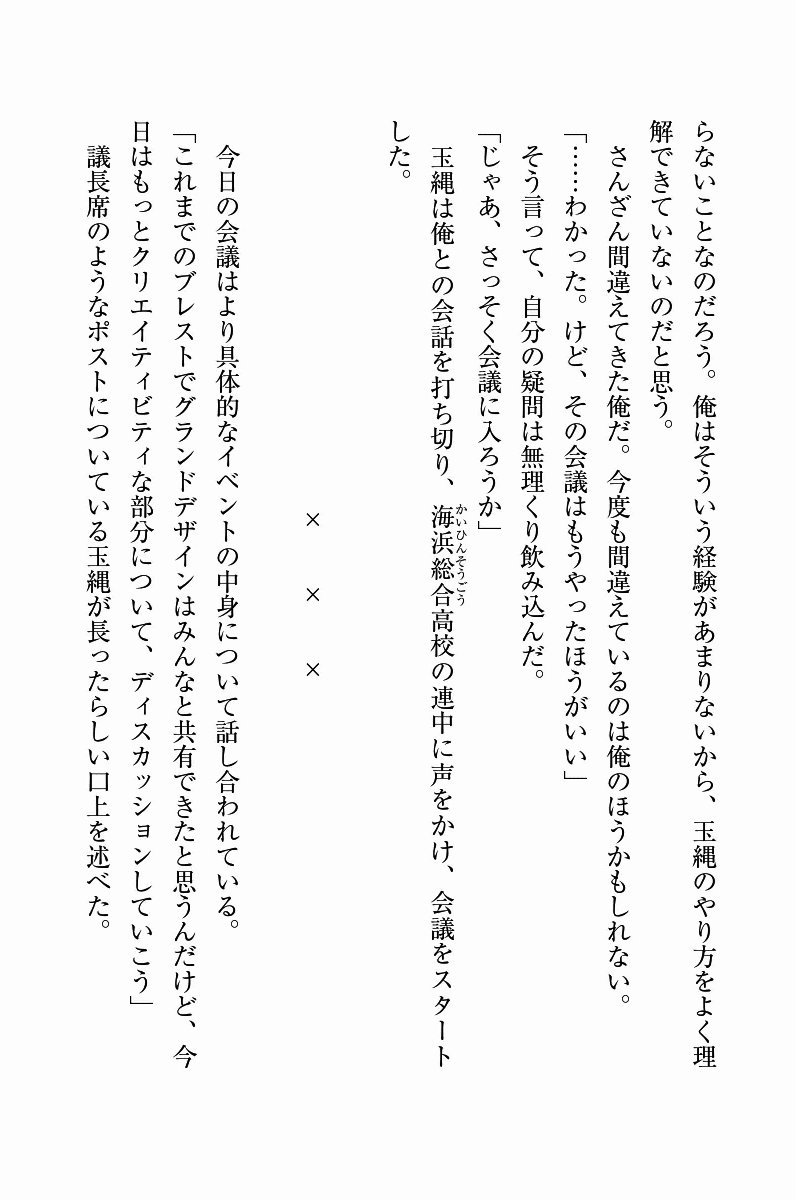 らないことなのだろう。俺はそういう経験があまりないから、玉縄のやり方をよく理
解できていないのだと思う。
さんざん間違えてきた俺だ。今度も間違えているのは俺のほうかもしれない。
「……わかった。けど、その会議はもうやったほうがいい」
そう言って、自分の疑問は無理くり飲み込んだ。
「じゃあ、さっそく会議に入ろうか」
玉縄は俺との会話を打ち切り、海浜総合高校の連中に声をかけ、会議をスタート
かいひんそうごう
した。
×　×　×
今日の会議はより具体的なイベントの中身について話し合われている。
「これまでのブレストでグランドデザインはみんなと共有できたと思うんだけど、今
日はもっとクリエイティビティな部分について、ディスカッションしていこう」
議長席のようなポストについている玉縄が長ったらしい口上を述べた。